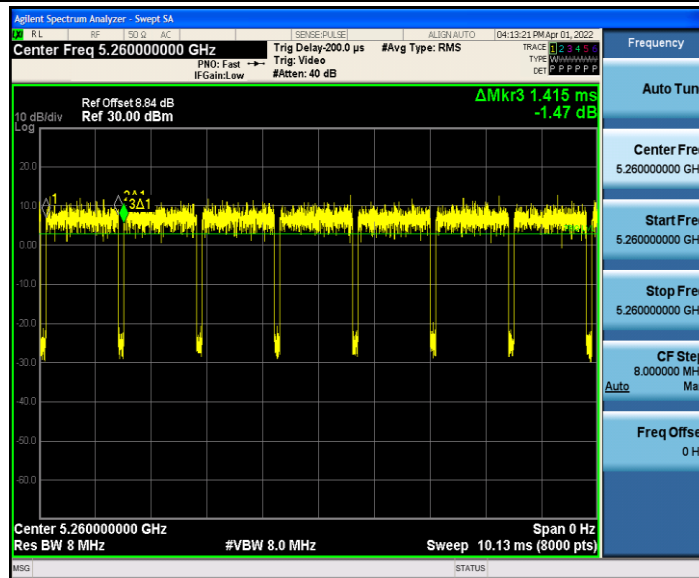 Agilent Spectrum Analyzer - Swept SA
RL RF 50 Ω AC SENSE:PULSE ALIGN AUTO 04:13:21 PM Apr 01, 2022
Center Freq 5.260000000 GHz
PNO: Fast
IFGain:Low
Trig Delay-200.0 µs
Trig: Video
#Atten: 40 dB
#Avg Type: RMS
TRACE 1 2 3 4 5 6
TYPE W
DET P P P P P P
Ref Offset 8.84 dB
Ref 30.00 dBm
10 dB/div
Log
ΔMkr3 1.415 ms
-1.47 dB
20.0
10.0
0.00
-10.0
-20.0
-30.0
-40.0
-50.0
-60.0
1
3Δ1
Center 5.260000000 GHz
Span 0 Hz
Res BW 8 MHz
#VBW 8.0 MHz
Sweep 10.13 ms (8000 pts)
MSG
STATUS
Frequency
Auto Tun
Center Fre
5.260000000 GH
Start Fre
5.260000000 GH
Stop Fre
5.260000000 GH
CF Step
8.000000 MH
Auto Ma
Freq Offse
0 H